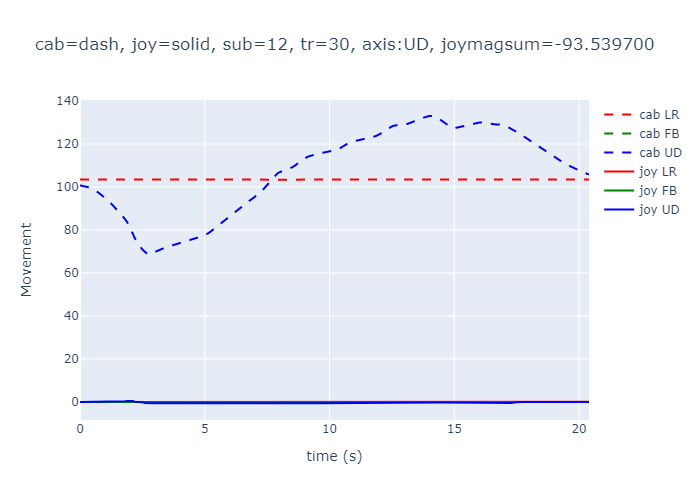 cab=dash, joy=solid, sub=12, tr=30, axis:UD, joymagsum=-93.539700
Movement
140
120
100
80
60
40
20
0
0
5
10
15
20
time (s)
cab LR
cab FB
cab UD
joy LR
joy FB
joy UD